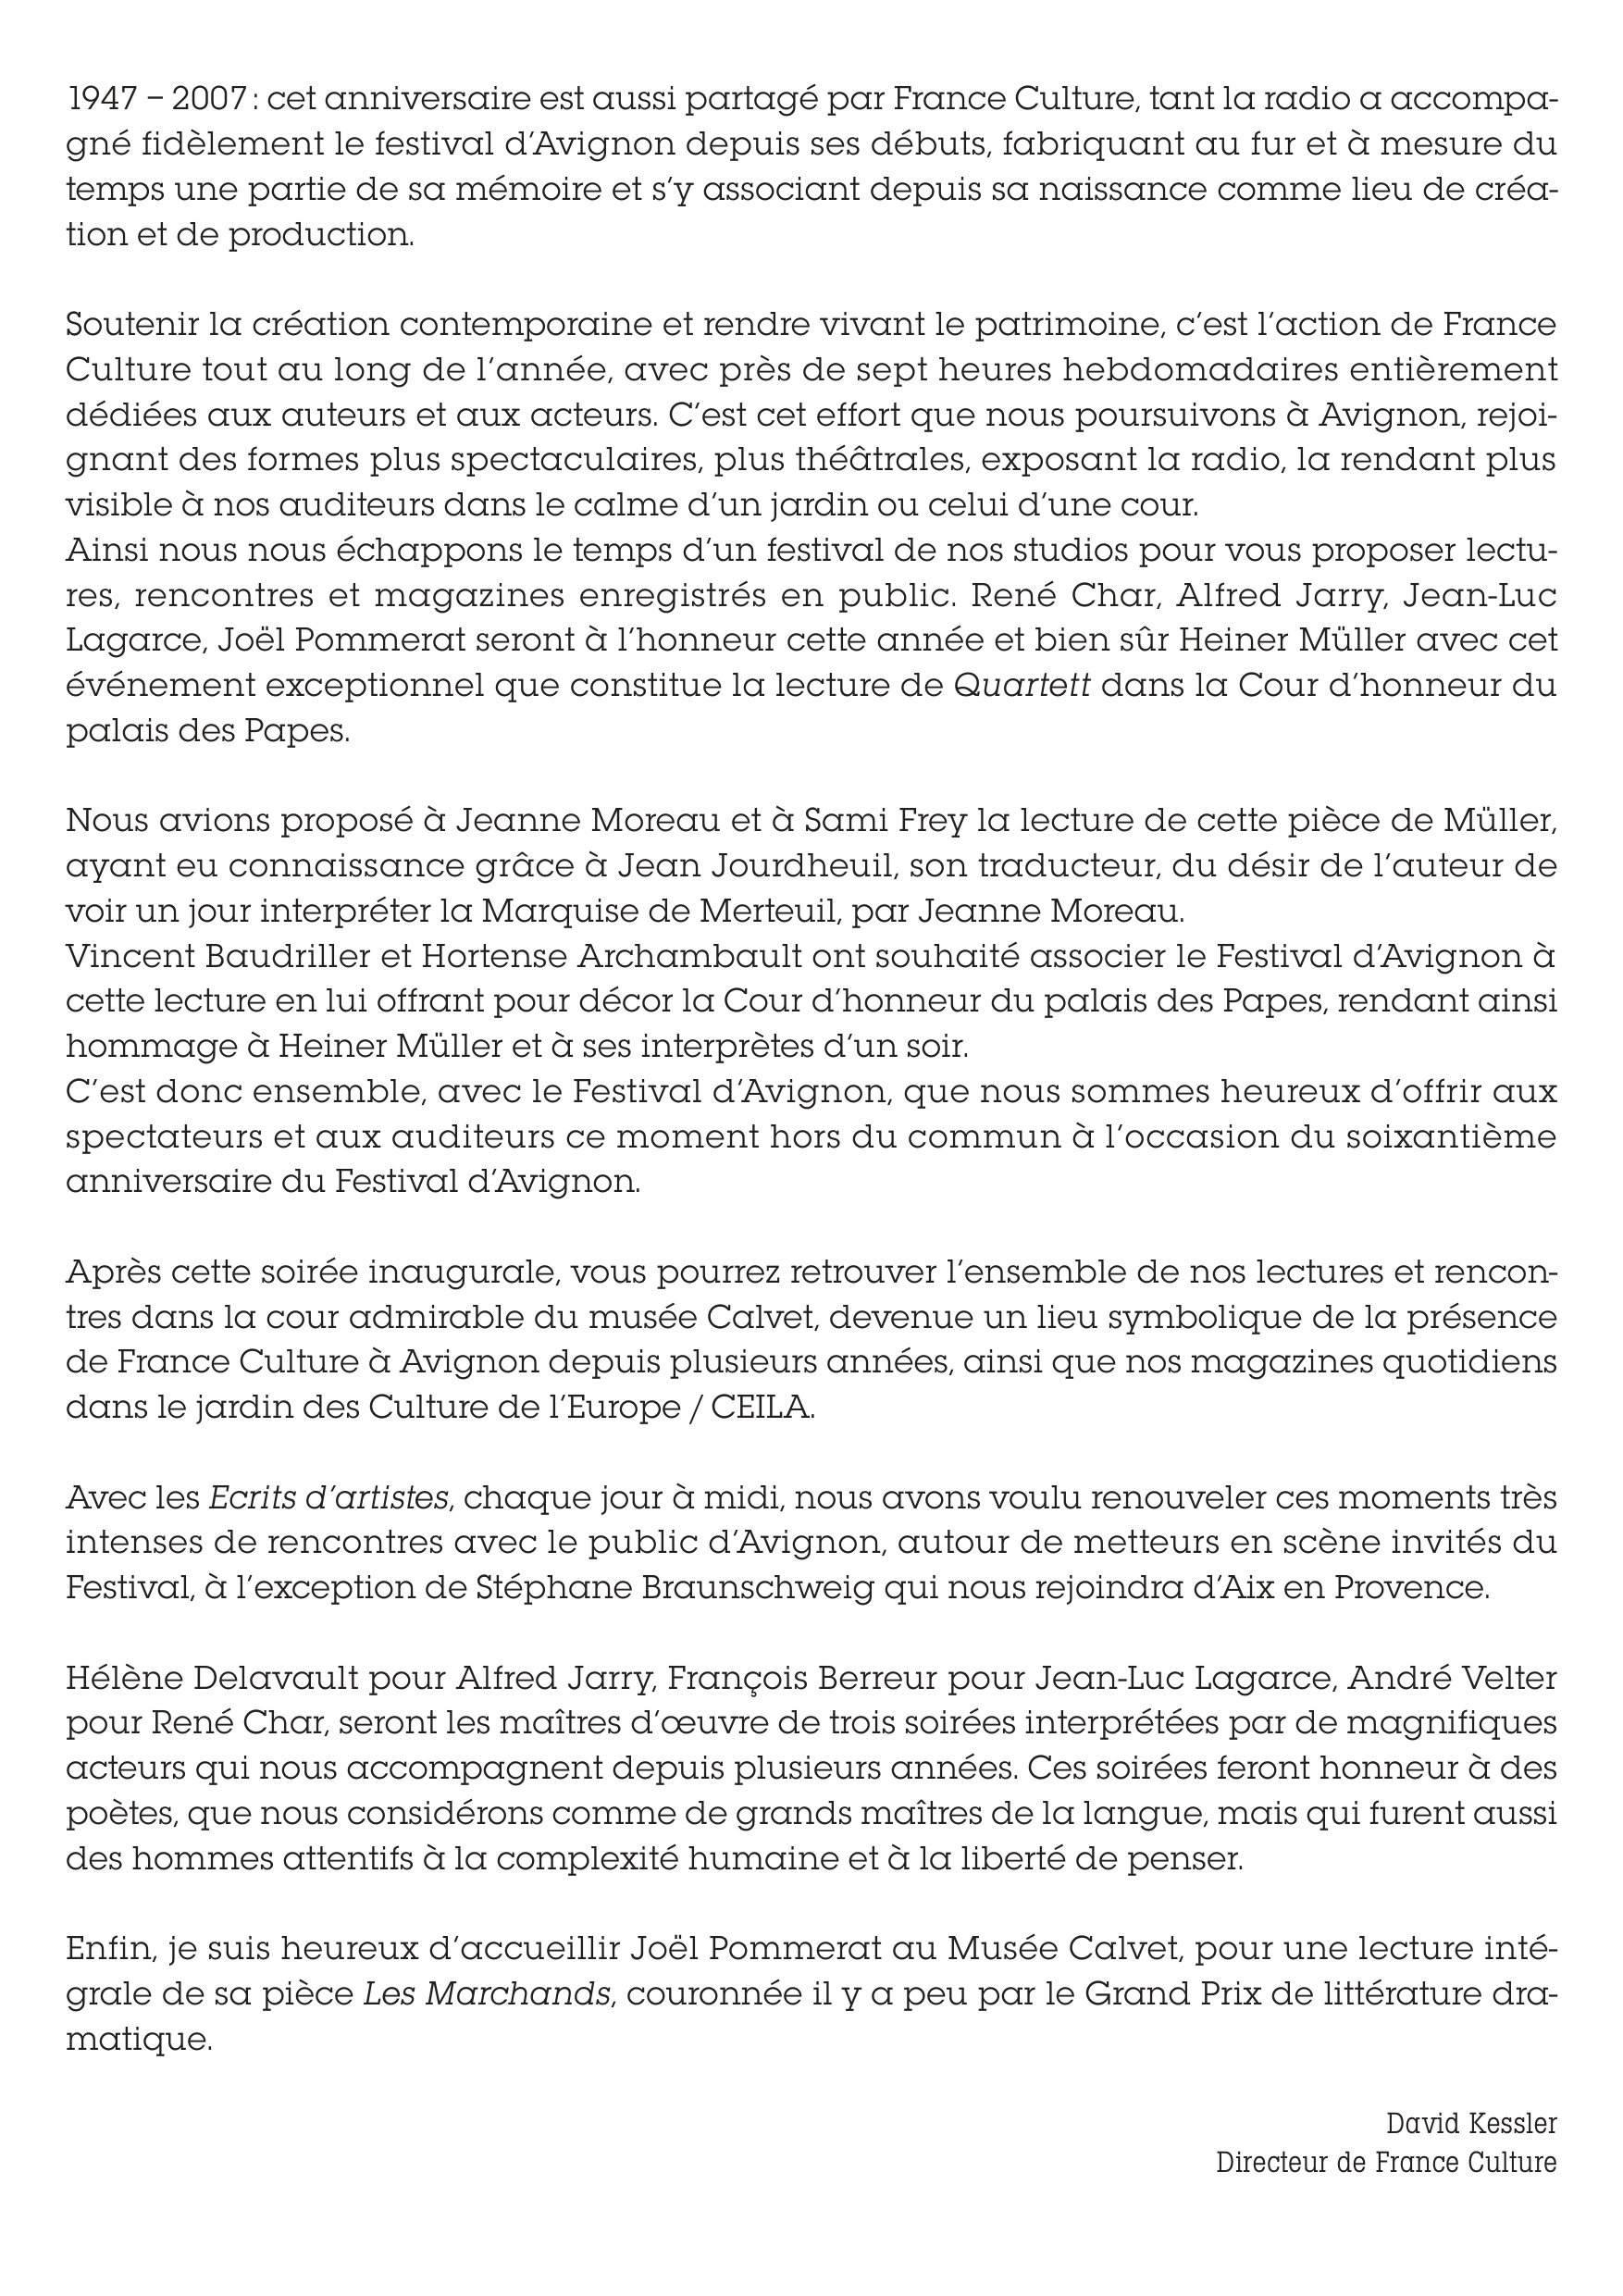 1947 – 2007 : cet anniversaire est aussi partagé par France Culture, tant la radio a accompa-
gné fidèlement le festival d’Avignon depuis ses débuts, fabriquant au fur et à mesure du
temps une partie de sa mémoire et s’y associant depuis sa naissance comme lieu de créa-
tion et de production.
Soutenir la création contemporaine et rendre vivant le patrimoine, c’est l’action de France
Culture tout au long de l’année, avec près de sept heures hebdomadaires entièrement
dédiées aux auteurs et aux acteurs. C’est cet effort que nous poursuivons à Avignon, rejoi-
gnant des formes plus spectaculaires, plus théâtrales, exposant la radio, la rendant plus
visible à nos auditeurs dans le calme d’un jardin ou celui d’une cour.
Ainsi nous nous échappons le temps d’un festival de nos studios pour vous proposer lectu-
res, rencontres et magazines enregistrés en public. René Char, Alfred Jarry, Jean-Luc
Lagarce, Joël Pommerat seront à l’honneur cette année et bien sûr Heiner Müller avec cet
événement exceptionnel que constitue la lecture de Quartett dans la Cour d’honneur du
palais des Papes.
Nous avions proposé à Jeanne Moreau et à Sami Frey la lecture de cette pièce de Müller,
ayant eu connaissance grâce à Jean Jourdheuil, son traducteur, du désir de l’auteur de
voir un jour interpréter la Marquise de Merteuil, par Jeanne Moreau.
Vincent Baudriller et Hortense Archambault ont souhaité associer le Festival d’Avignon à
cette lecture en lui offrant pour décor la Cour d’honneur du palais des Papes, rendant ainsi
hommage à Heiner Müller et à ses interprètes d’un soir.
C’est donc ensemble, avec le Festival d’Avignon, que nous sommes heureux d’offrir aux
spectateurs et aux auditeurs ce moment hors du commun à l’occasion du soixantième
anniversaire du Festival d’Avignon.
Après cette soirée inaugurale, vous pourrez retrouver l’ensemble de nos lectures et rencon-
tres dans la cour admirable du musée Calvet, devenue un lieu symbolique de la présence
de France Culture à Avignon depuis plusieurs années, ainsi que nos magazines quotidiens
dans le jardin des Culture de l’Europe / CEILA.
Avec les Ecrits d’artistes, chaque jour à midi, nous avons voulu renouveler ces moments très
intenses de rencontres avec le public d’Avignon, autour de metteurs en scène invités du
Festival, à l’exception de Stéphane Braunschweig qui nous rejoindra d’Aix en Provence.
Hélène Delavault pour Alfred Jarry, François Berreur pour Jean-Luc Lagarce, André Velter
pour René Char, seront les maîtres d’œuvre de trois soirées interprétées par de magnifiques
acteurs qui nous accompagnent depuis plusieurs années. Ces soirées feront honneur à des
poètes, que nous considérons comme de grands maîtres de la langue, mais qui furent aussi
des hommes attentifs à la complexité humaine et à la liberté de penser.
Enfin, je suis heureux d’accueillir Joël Pommerat au Musée Calvet, pour une lecture inté-
grale de sa pièce Les Marchands, couronnée il y a peu par le Grand Prix de littérature dra-
matique.
David Kessler
Directeur de France Culture